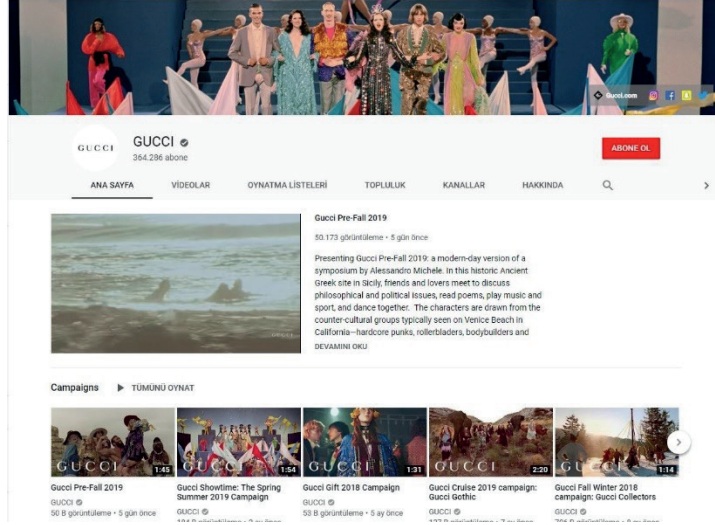 Gucci.com
GUCCI
GUCCI
364.286 abone
ABONE OL
ANA SAYFA VİDEOLAR OYNATMA LİSTELERİ TOPLULUK KANALLAR HAKKINDA
Gucci Pre-Fall 2019
50.173 görüntüleme • 5 gün önce
Presenting Gucci Pre-Fall 2019: a modern-day version of a
symposium by Alessandro Michele. In this historic Ancient
Greek site in Sicily, friends and lovers meet to discuss
philosophical and political issues, read poems, play music and
sport, and dance together. The characters are drawn from the
counter-cultural groups typically seen on Venice Beach in
California—hardcore punks, rollerbladers, bodybuilders and
DEVAMINI OKU
GUCCI
Campaigns ▶ TÜMÜNÜ OYNAT
GUCCI 1:45
GUCCI 1:54
1:31
GUCCI 2:20
GUCCI 1:14
Gucci Pre-Fall 2019
GUCCI
50 B görüntüleme • 5 gün önce
Gucci Showtime: The Spring
Summer 2019 Campaign
GUCCI
Gucci Gift 2018 Campaign
GUCCI
53 B görüntüleme • 5 ay önce
Gucci Cruise 2019 campaign:
Gucci Gothic
GUCCI
Gucci Fall Winter 2018
campaign: Gucci Collectors
GUCCI